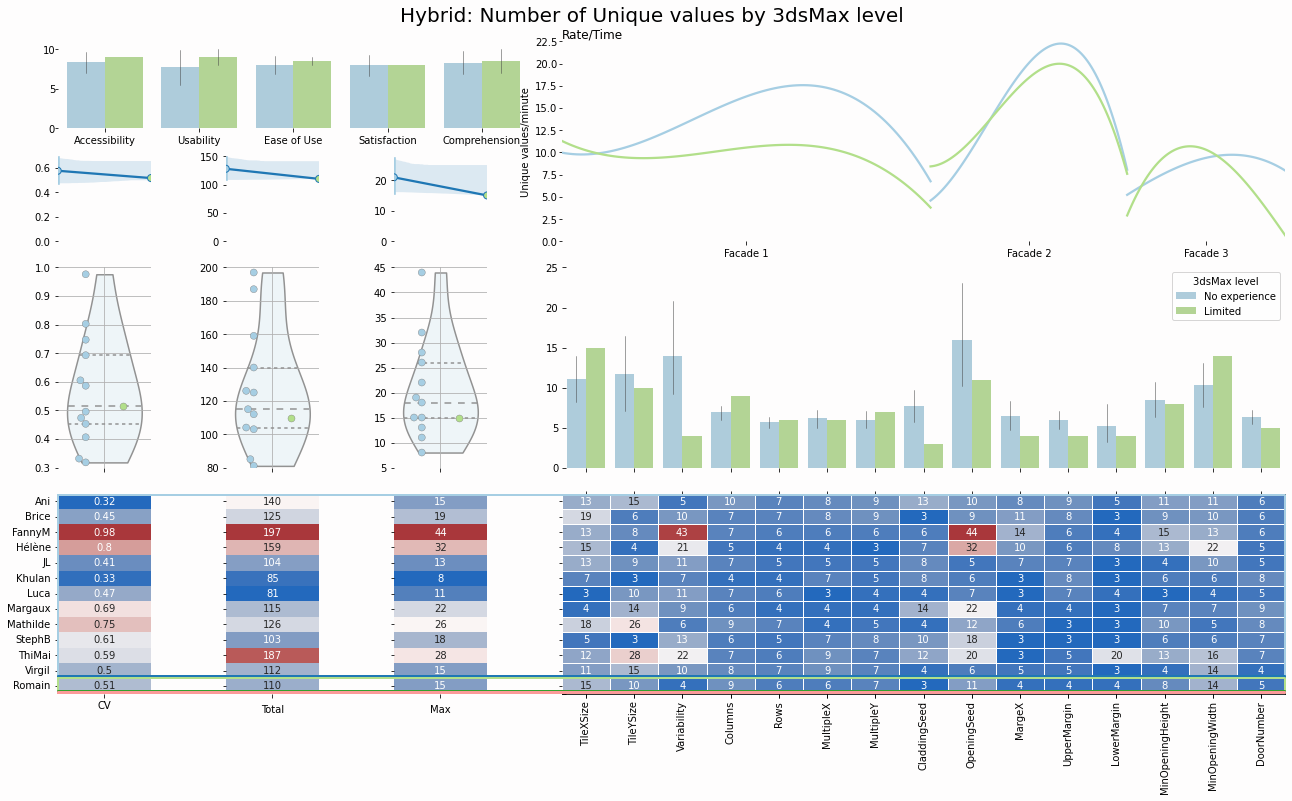 Hybrid: Number of Unique values by 3dsMax level
10
5
0
Accessibility Usability Ease of Use Satisfaction Comprehension
Rate/Time
Unique values/minute
22.5
20.0
17.5
15.0
12.5
10.0
7.5
5.0
2.5
0.0
Facade 1 Facade 2 Facade 3
0.6
0.4
0.2
0.0
150
100
50
0
20
10
0
1.0
0.9
0.8
0.7
0.6
0.5
0.4
0.3
200
180
160
140
120
100
80
45
40
35
30
25
20
15
10
5
25
20
15
10
5
0
3dsMax level
No experience
Limited
Ani 0.32 140 15 13 15 5 10 7 8 9 13 10 8 9 5 11 11 6
Brice 0.45 125 19 19 6 10 7 7 8 9 3 9 11 8 3 9 10 6
FannyM 0.98 197 44 13 8 43 7 6 6 6 6 44 14 6 4 15 13 6
Hélène 0.8 159 32 15 4 21 5 4 4 3 7 32 10 6 8 13 22 5
JL 0.41 104 13 13 9 11 7 5 5 5 8 5 7 7 3 4 10 5
Khulan 0.33 85 8 7 3 7 4 4 7 5 8 6 3 8 3 6 6 8
Luca 0.47 81 11 3 10 11 7 6 3 4 4 7 3 7 4 3 4 5
Margaux 0.69 115 22 4 14 9 6 4 4 4 14 22 4 4 3 7 7 9
Mathilde 0.75 126 26 18 26 6 9 7 4 5 4 12 6 3 3 10 5 8
StephB 0.61 103 18 5 3 13 6 5 7 8 10 18 3 3 3 6 6 7
ThiMai 0.59 187 28 12 28 22 7 6 9 7 12 20 3 5 20 13 16 7
Virgil 0.5 112 15 11 15 10 8 7 9 7 4 6 5 5 3 4 14 4
Romain 0.51 110 15 15 10 4 9 6 6 7 3 11 4 4 4 8 14 5
CV Total Max
TileXSize
TileYSize
Variability
Columns
Rows
MultipleX
MultipleY
CladdingSeed
OpeningSeed
MargeX
UpperMargin
LowerMargin
MinOpeningHeight
MinOpeningWidth
DoorNumber